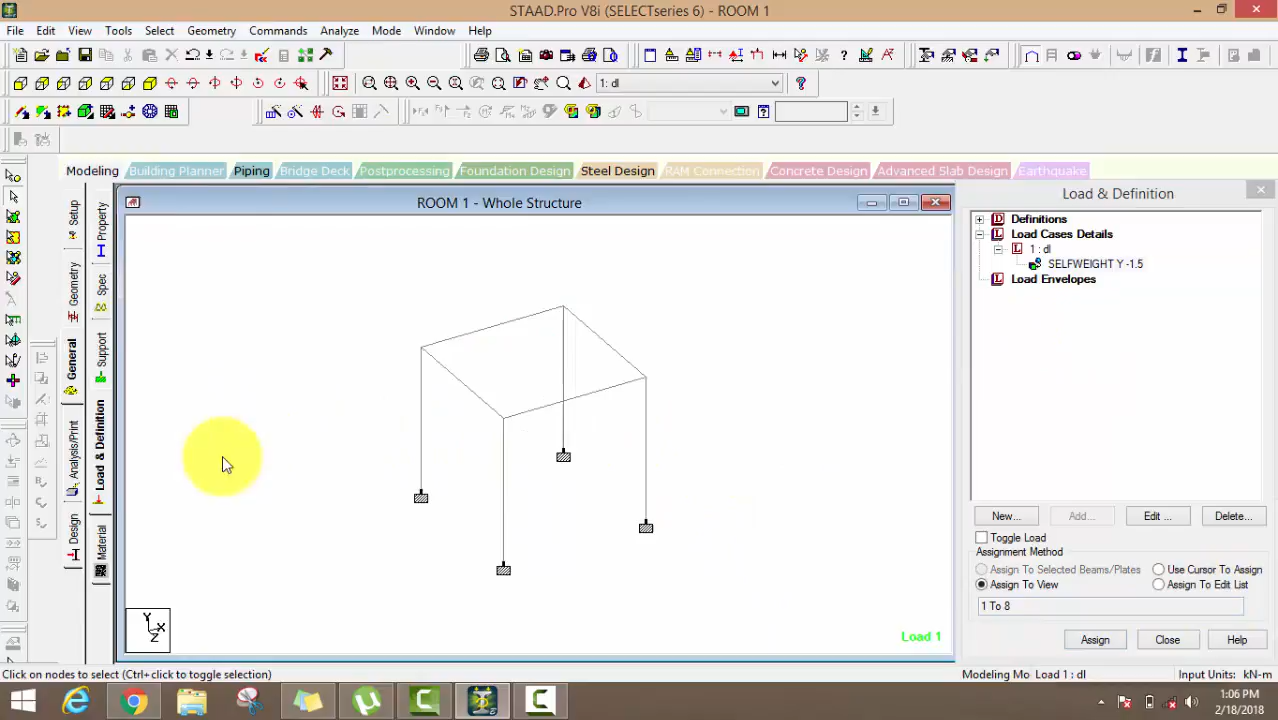 STAAD.Pro V8i (SELECTseries 6) - ROOM 1
File Edit View Tools Select Geometry Commands Analyze Mode Window Help
1: dl
Modeling Building Planner Piping Bridge Deck Postprocessing Foundation Design Steel Design RAM Connection Concrete Design Advanced Slab Design Earthquake
Setup
Geometry
General
Analysis/Print
Design
Property
Spec
Support
Load & Definition
Material
ROOM 1 - Whole Structure
Y
X
Z
Load 1
Load & Definition
Definitions
Load Cases Details
1 : dl
SELFWEIGHT Y -1.5
Load Envelopes
New... Add... Edit ... Delete...
Toggle Load
Assignment Method
Assign To Selected Beams/Plates Use Cursor To Assign
Assign To View Assign To Edit List
1 To 8
Assign Close Help
Click on nodes to select (Ctrl+click to toggle selection) Modeling Mo Load 1 : dl Input Units: kN-m
1:06 PM
2/18/2018